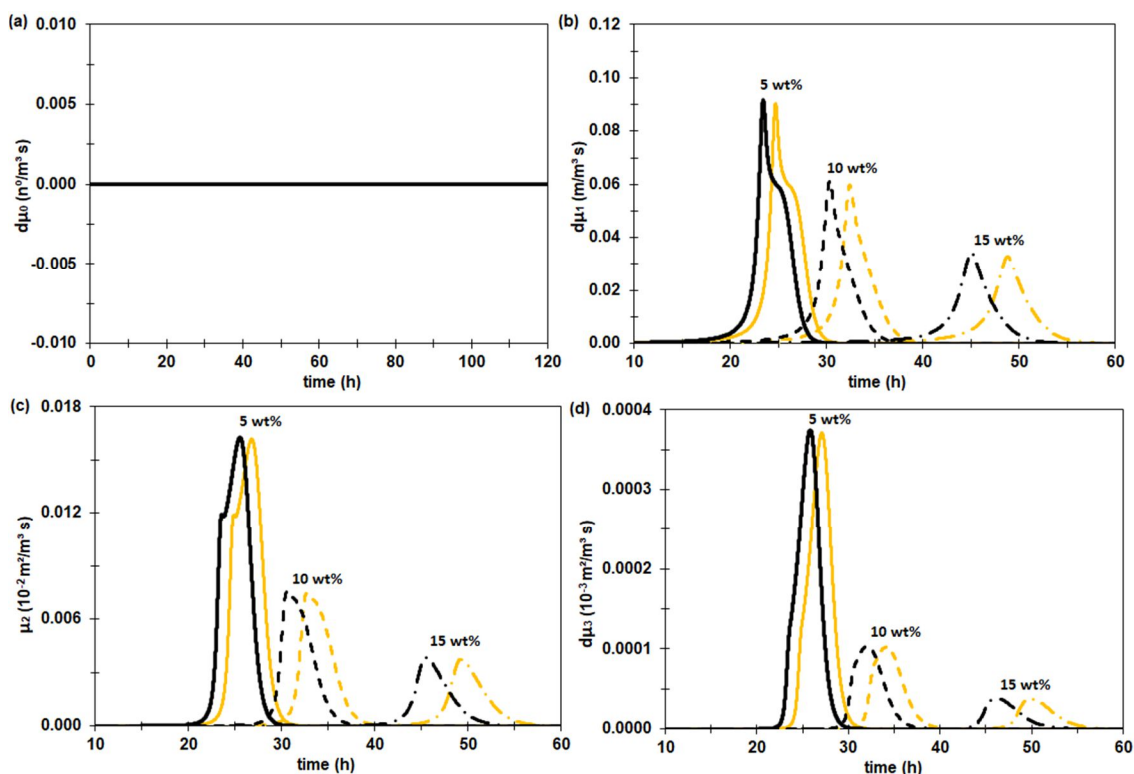 (a)
0.010
0.005
0.000
-0.005
-0.010
dμ₀ (nº/m³ s)
0 20 40 60 80 100 120
time (h)
(b)
0.12
0.10
0.08
0.06
0.04
0.02
0.00
dμ₁ (m/m³ s)
5 wt%
10 wt%
15 wt%
10 20 30 40 50 60
time (h)
(c)
0.018
0.012
0.006
0.000
μ₂ (10⁻² m²/m³ s)
5 wt%
10 wt%
15 wt%
10 20 30 40 50 60
time (h)
(d)
0.0004
0.0003
0.0002
0.0001
0.0000
dμ₃ (10⁻³ m²/m³ s)
5 wt%
10 wt%
15 wt%
10 20 30 40 50 60
time (h)